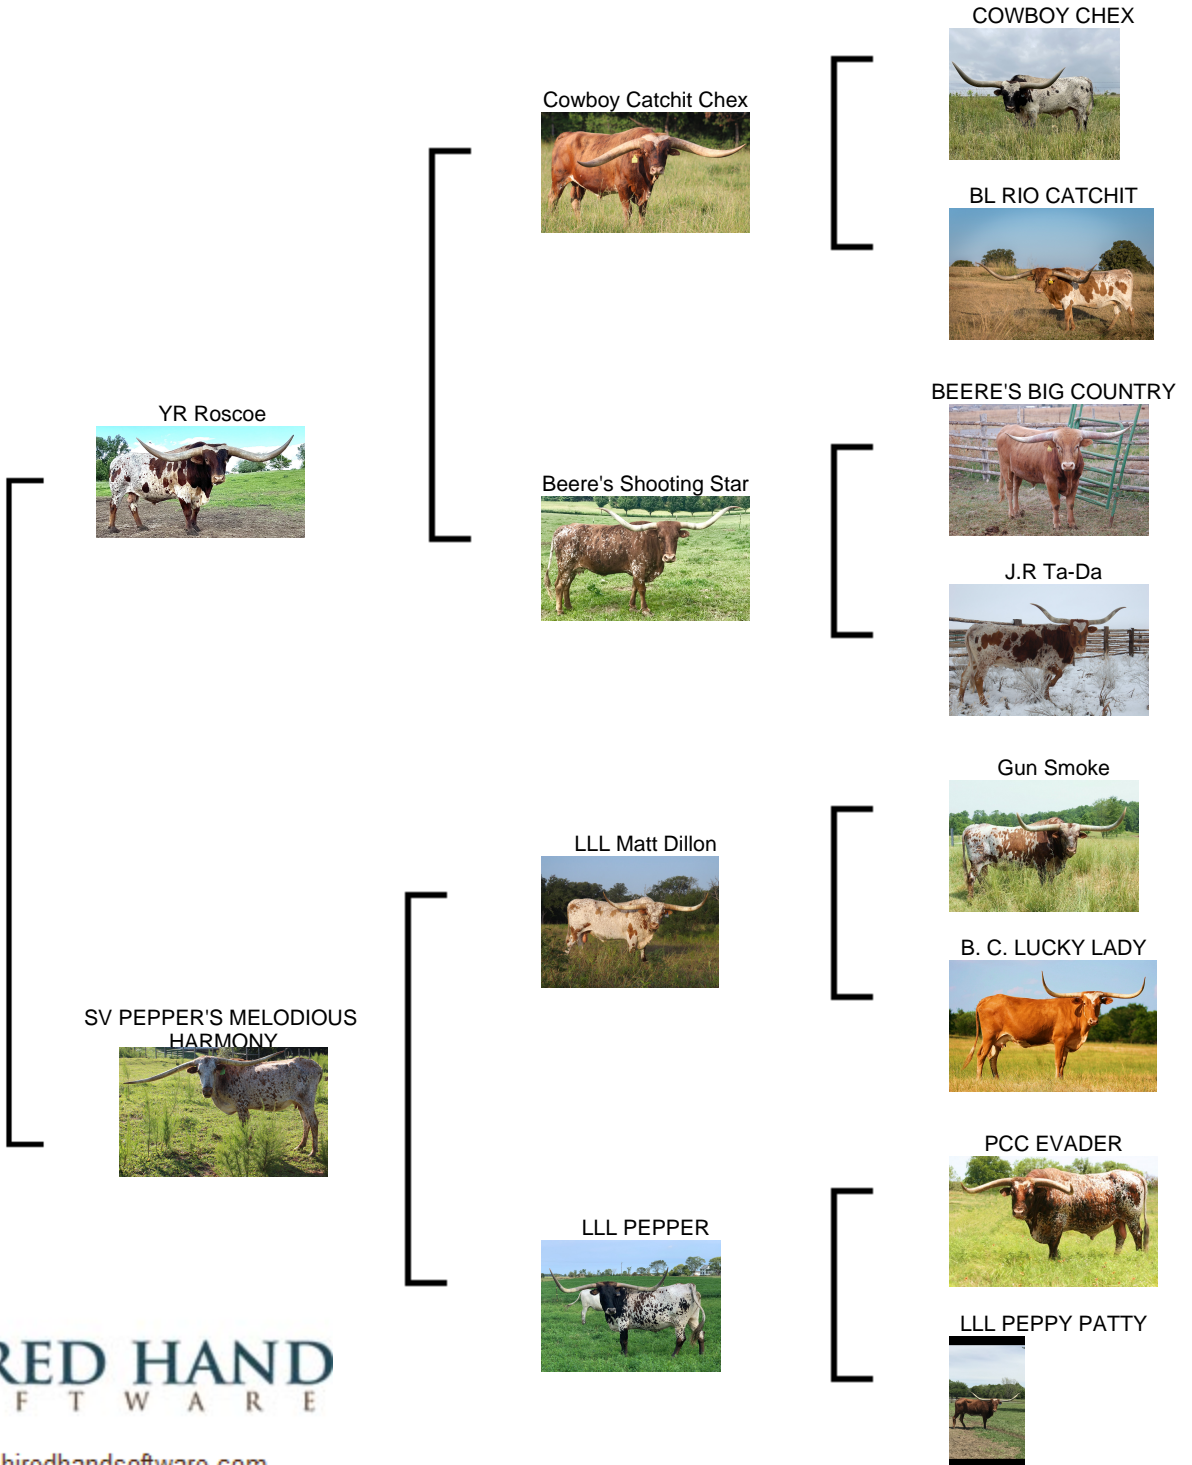 COWBOY CHEX
Cowboy Catchit Chex
BL RIO CATCHIT
YR Roscoe
BEERE'S BIG COUNTRY
Beere's Shooting Star
J.R Ta-Da
Gun Smoke
LLL Matt Dillon
B. C. LUCKY LADY
SV PEPPER'S MELODIOUS
HARMONY
PCC EVADER
LLL PEPPER
LLL PEPPY PATTY
RED HAND
F T W A R E
hiredhandsoftware.com